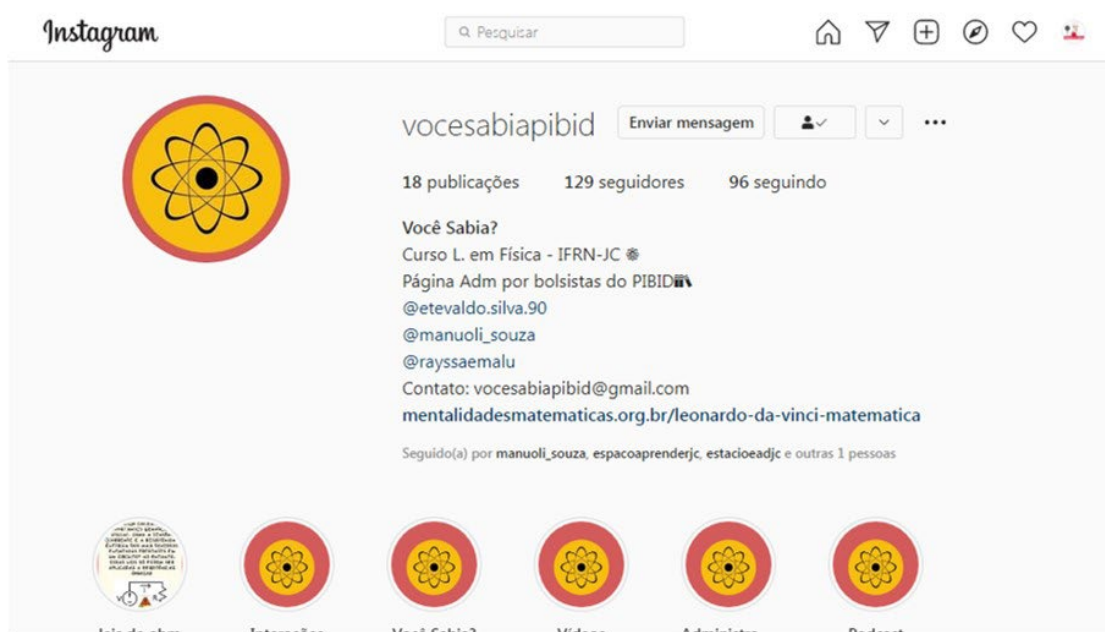 Instagram
Pesquisar
vocesabiapibid Enviar mensagem
18 publicações 129 seguidores 96 seguindo
Você Sabia?
Curso L. em Física - IFRN-JC
Página Adm por bolsistas do PIBID
@etevaldo.silva.90
@manuoli_souza
@rayssaemalu
Contato: vocesabiapibid@gmail.com
mentalidadesmatematicas.org.br/leonardo-da-vinci-matematica
Seguido(a) por manuoli_souza, espacoaprenderjc, estacioeadjc e outras 1 pessoas
Interações Você Sabia? Vídeos Administra... Podcast